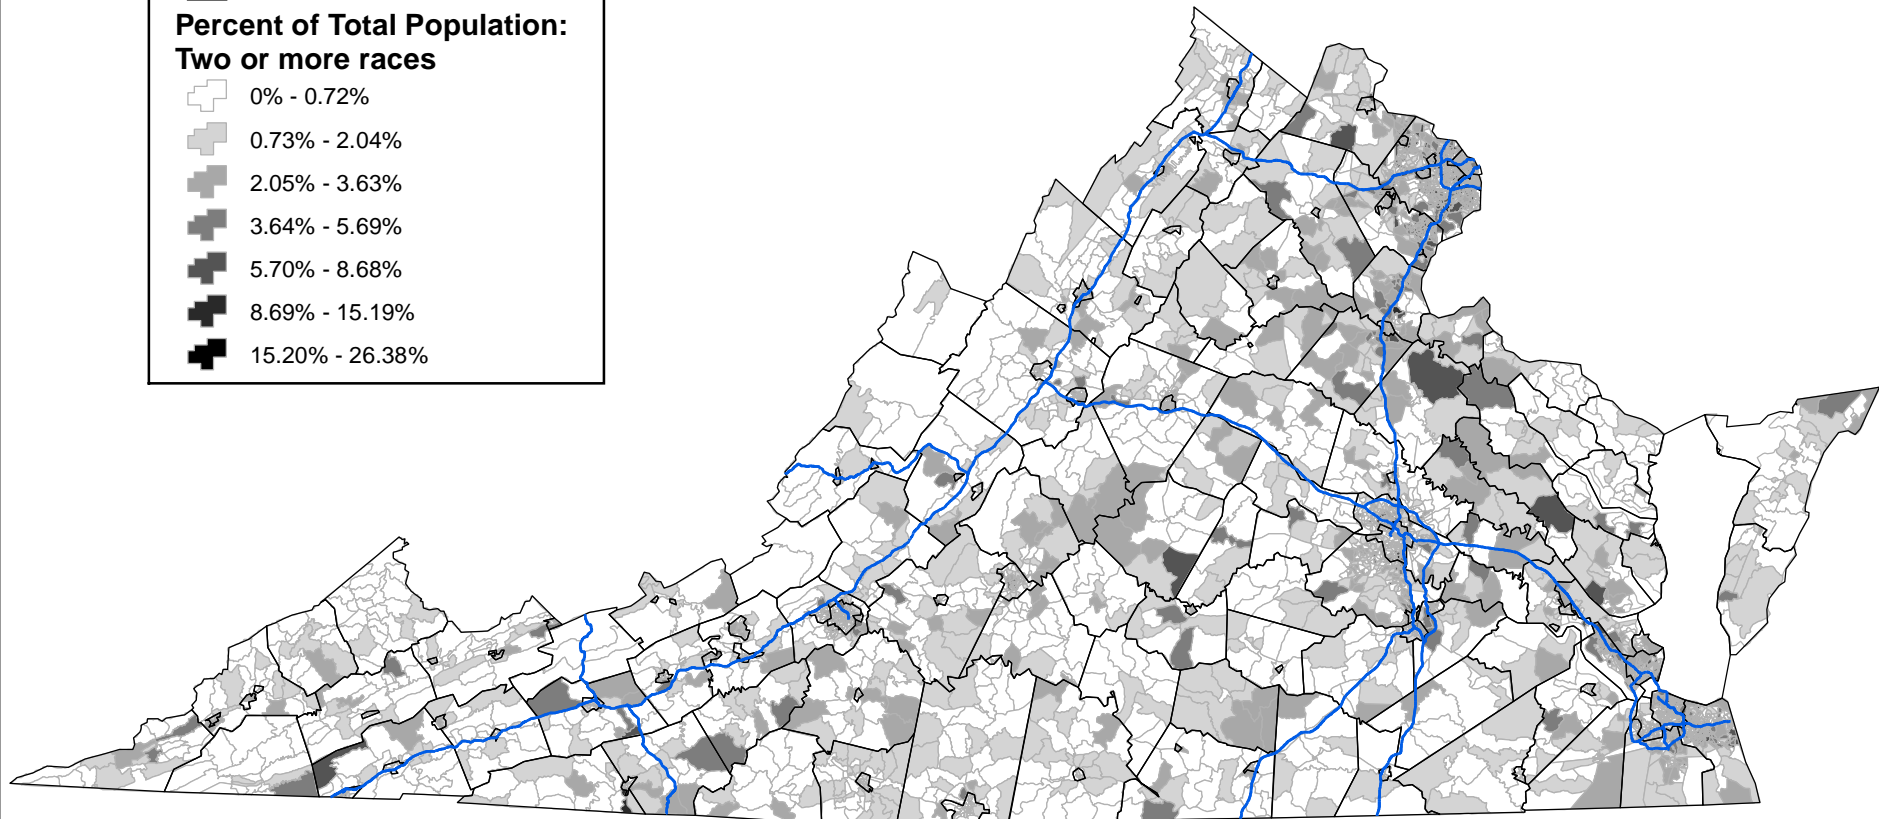 Percent of Total Population:
Two or more races
0% - 0.72%
0.73% - 2.04%
2.05% - 3.63%
3.64% - 5.69%
5.70% - 8.68%
8.69% - 15.19%
15.20% - 26.38%